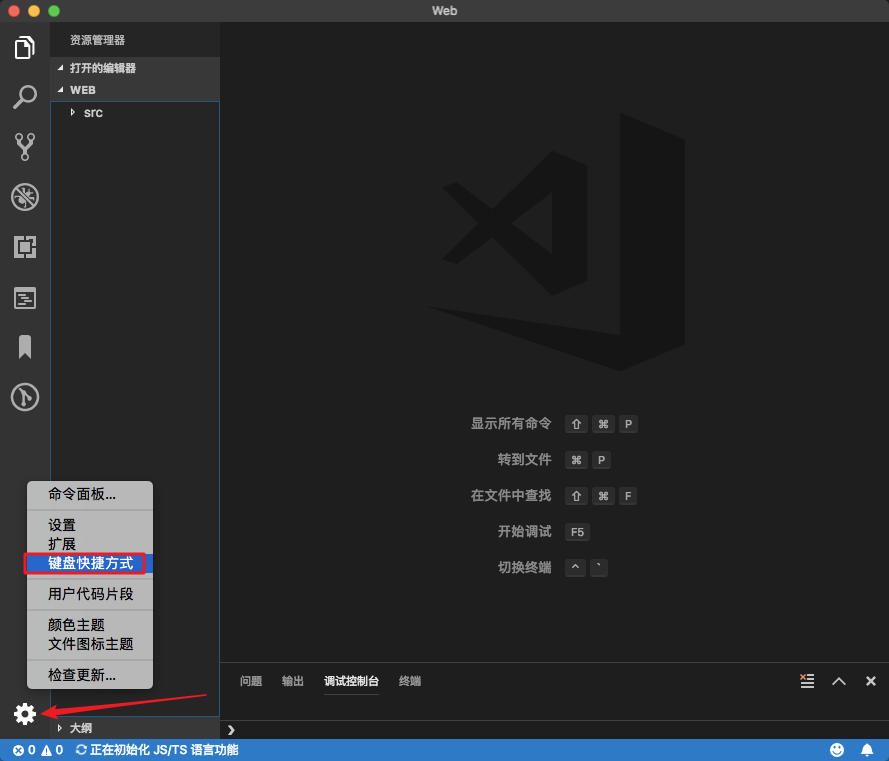 Web
资源管理器
打开的编辑器
WEB
src
显示所有命令 ⇧ ⌘ P
转到文件 ⌘ P
在文件中查找 ⇧ ⌘ F
开始调试 F5
切换终端 ^ `
命令面板...
设置
扩展
键盘快捷方式
用户代码片段
颜色主题
文件图标主题
检查更新...
问题 输出 调试控制台 终端
大纲
0 0 正在初始化 JS/TS 语言功能